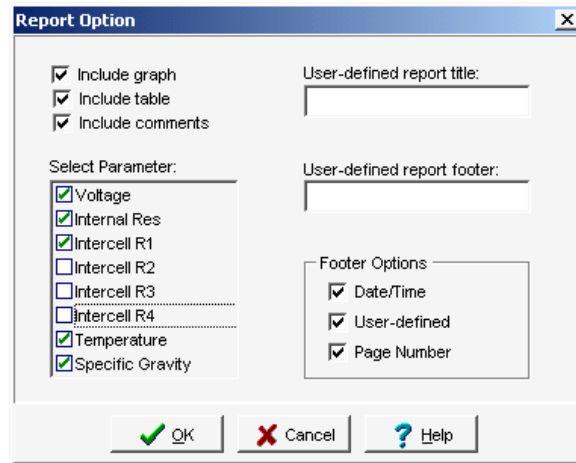 Report Option
Include graph
Include table
Include comments
Select Parameter:
Voltage
Internal Res
Intercell R1
Intercell R2
Intercell R3
Intercell R4
Temperature
Specific Gravity
User-defined report title:
User-defined report footer:
Footer Options
Date/Time
User-defined
Page Number
OK
Cancel
Help